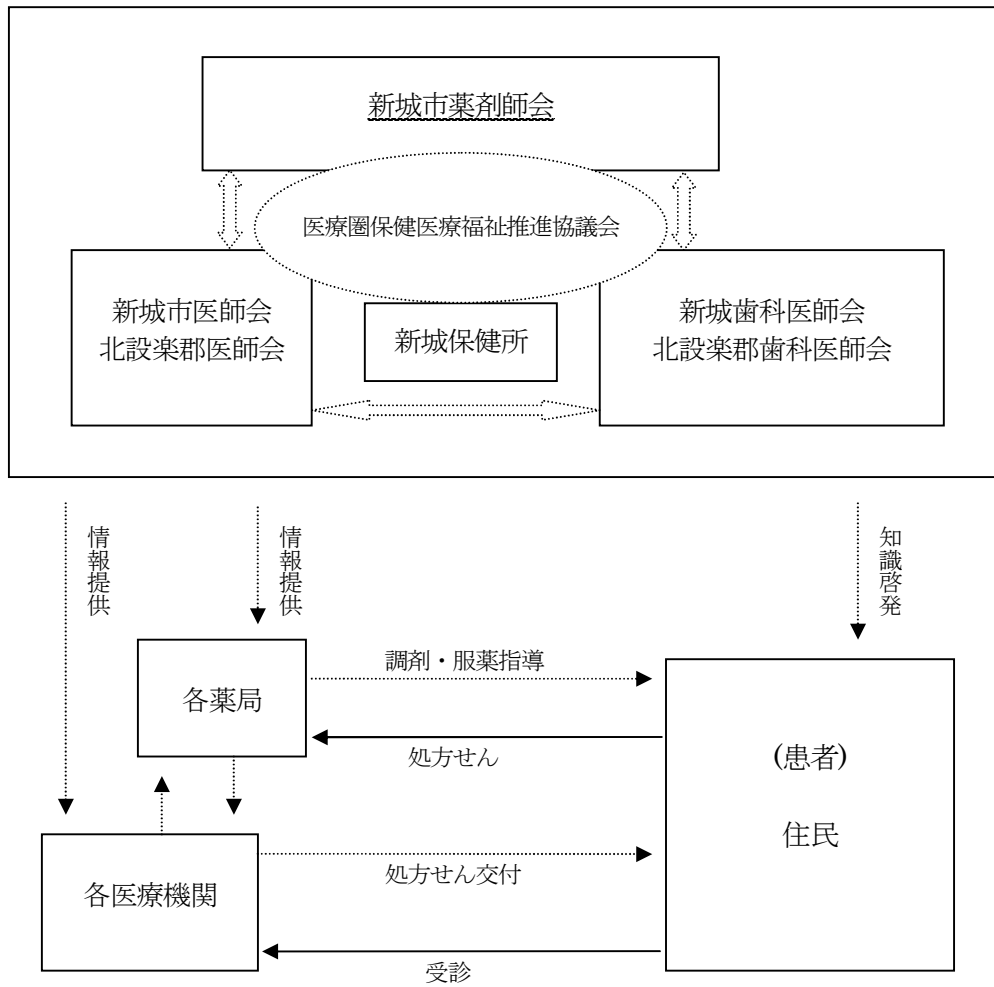 新城市薬剤師会
医療圏保健医療福祉推進協議会
新城市医師会
北設楽郡医師会
新城保健所
新城歯科医師会
北設楽郡歯科医師会
情報提供
情報提供
知識啓発
調剤・服薬指導
各薬局
処方せん
(患者)
住民
各医療機関
処方せん交付
受診